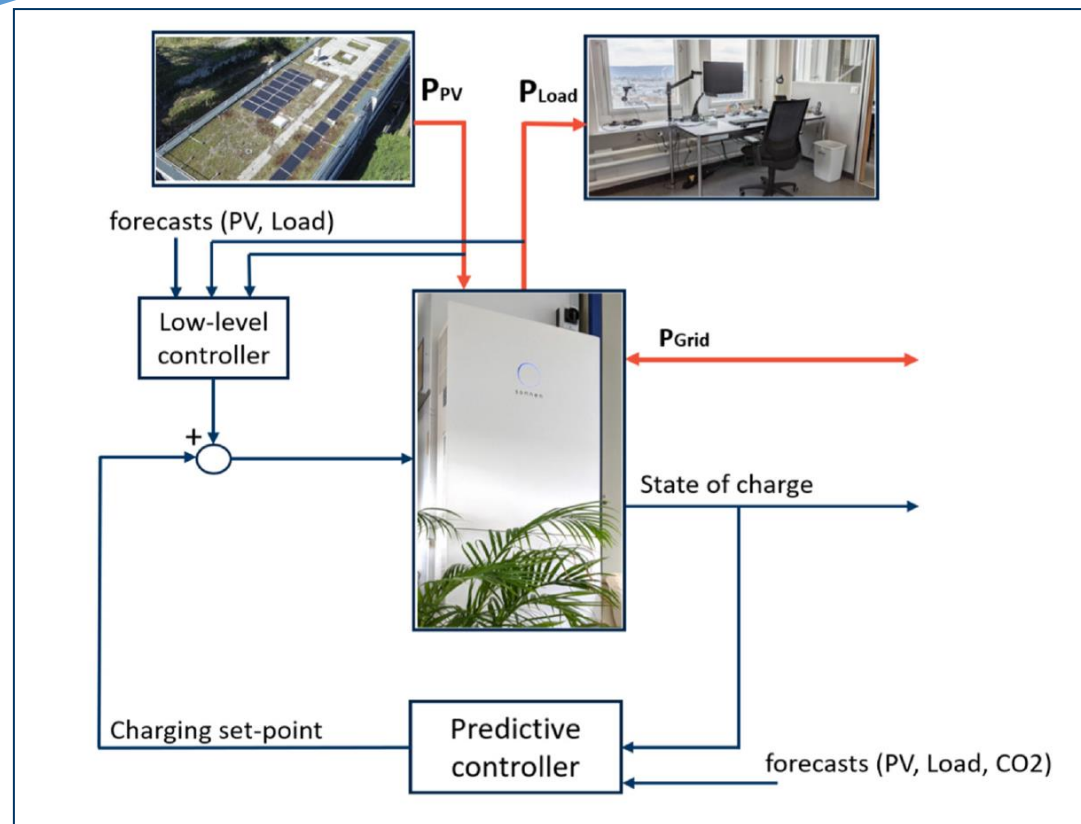 PPV
PLoad
forecasts (PV, Load)
Low-level
controller
PGrid
+
sonnen
State of charge
Charging set-point
Predictive
controller
forecasts (PV, Load, CO2)